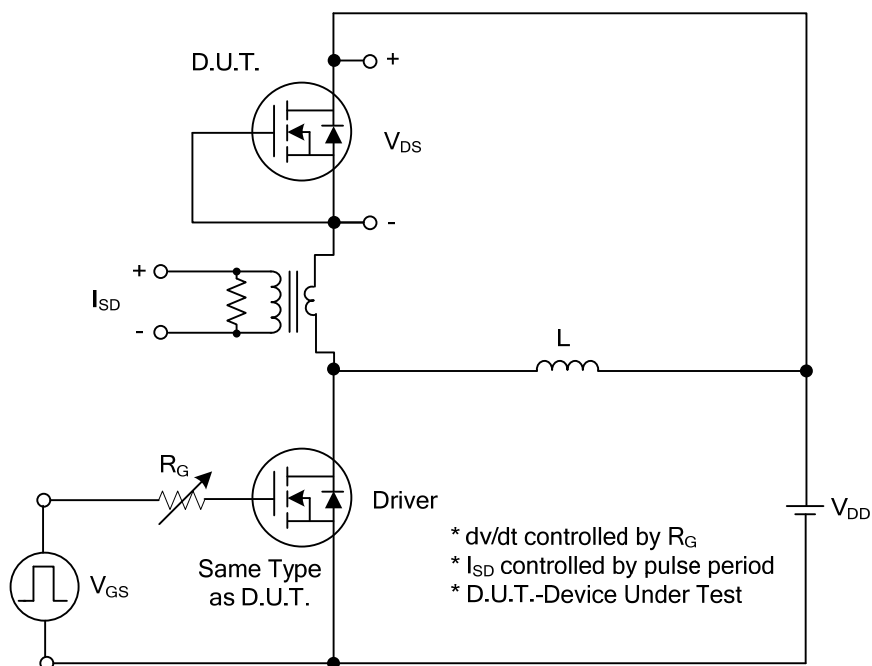 D.U.T.
+
V_DS
-
+
I_SD
-
L
R_G
Driver
V_DD
V_GS
Same Type
as D.U.T.
* dv/dt controlled by R_G
* I_SD controlled by pulse period
* D.U.T.-Device Under Test